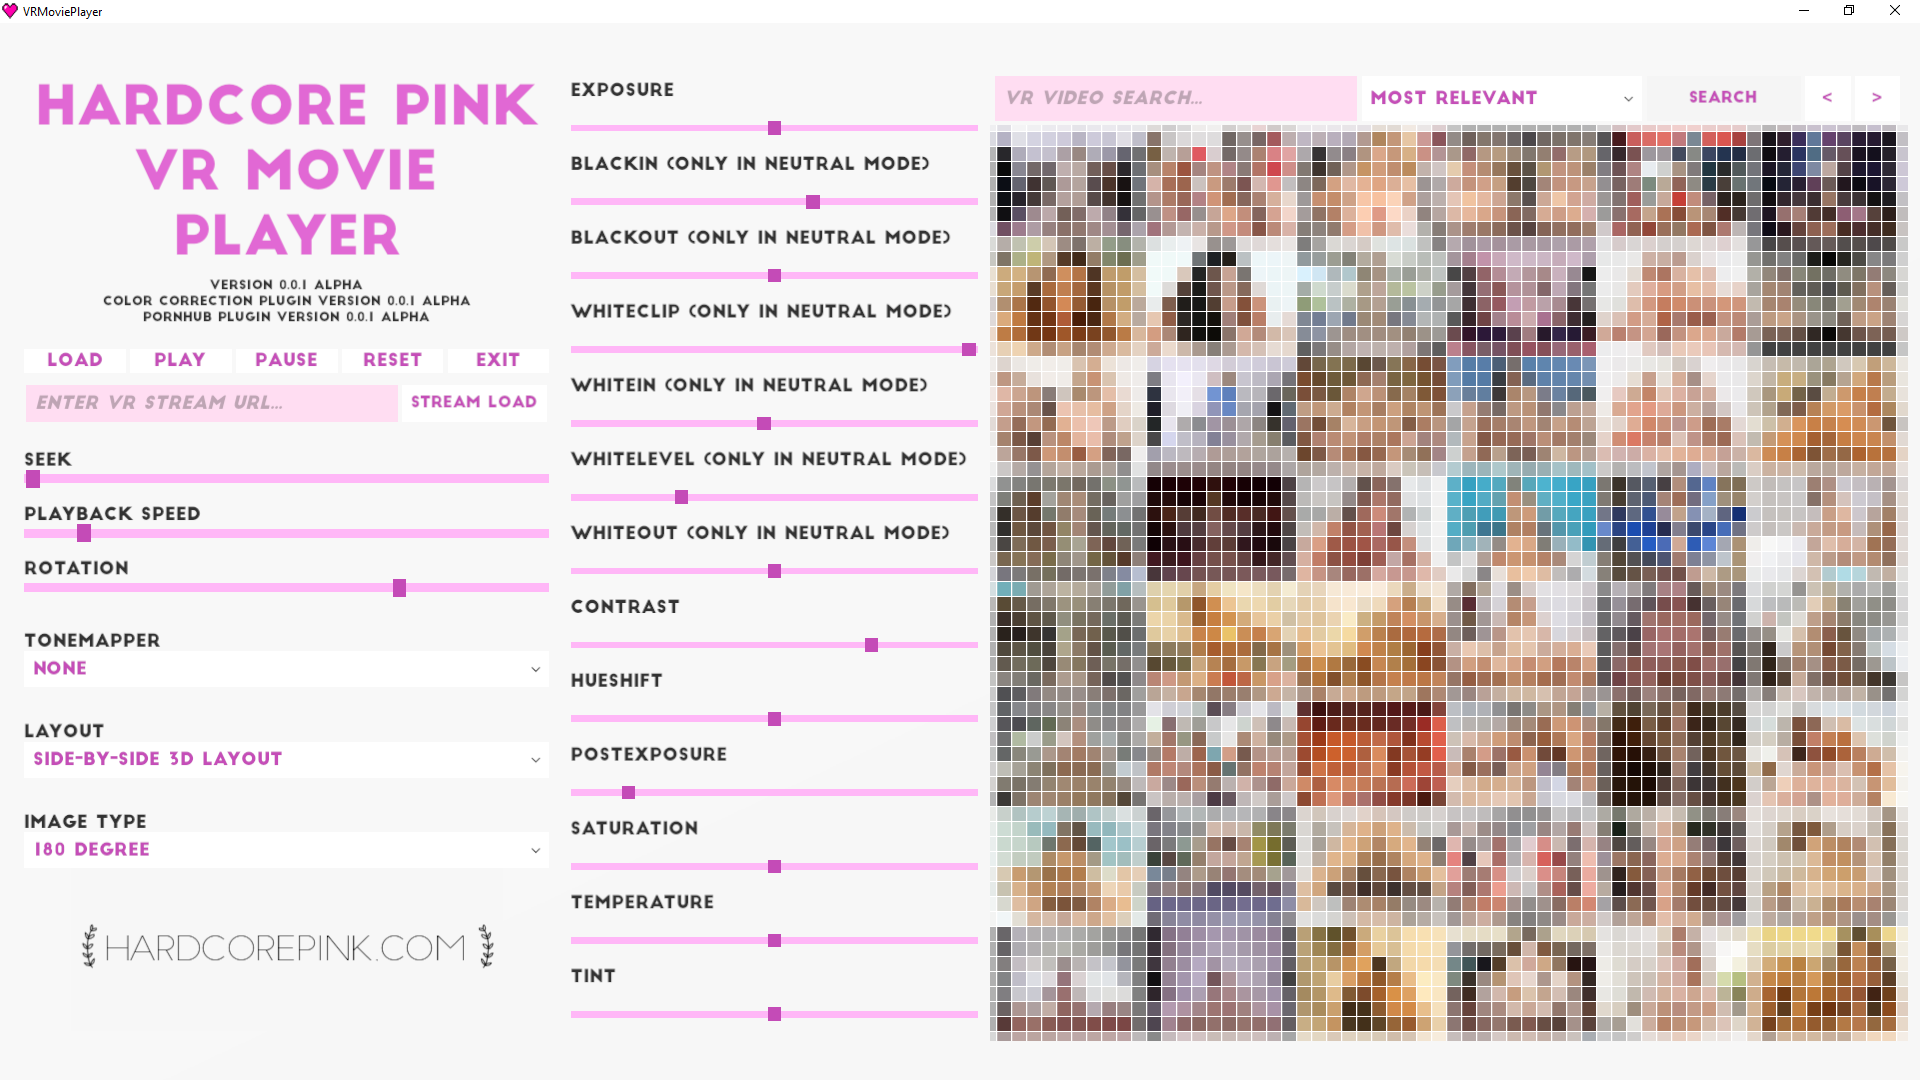 VRMoviePlayer
HARDCORE PINK
VR MOVIE
PLAYER
VERSION 0.0.1 ALPHA
COLOR CORRECTION PLUGIN VERSION 0.0.1 ALPHA
PORNHUB PLUGIN VERSION 0.0.1 ALPHA
LOAD PLAY PAUSE RESET EXIT
ENTER VR STREAM URL... STREAM LOAD
SEEK
PLAYBACK SPEED
ROTATION
TONEMAPPER
NONE
LAYOUT
SIDE-BY-SIDE 3D LAYOUT
IMAGE TYPE
180 DEGREE
HARDCOREPINK.COM
EXPOSURE
BLACKIN (ONLY IN NEUTRAL MODE)
BLACKOUT (ONLY IN NEUTRAL MODE)
WHITECLIP (ONLY IN NEUTRAL MODE)
WHITEIN (ONLY IN NEUTRAL MODE)
WHITELEVEL (ONLY IN NEUTRAL MODE)
WHITEOUT (ONLY IN NEUTRAL MODE)
CONTRAST
HUESHIFT
POSTEXPOSURE
SATURATION
TEMPERATURE
TINT
VR VIDEO SEARCH... MOST RELEVANT SEARCH < >